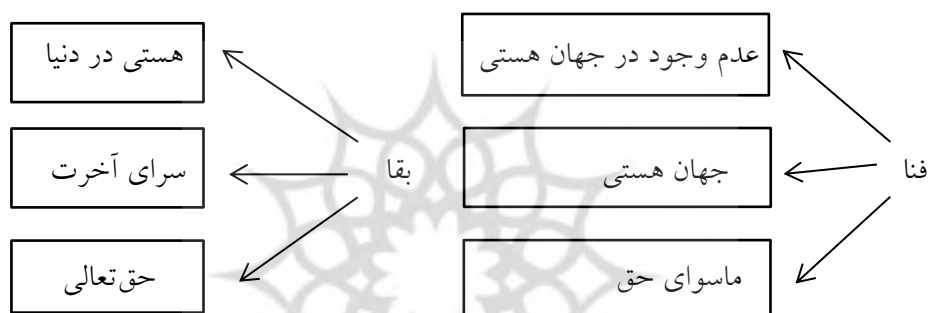 عدم وجود در جهان هستی
هستی در دنیا
فنا
جهان هستی
بقا
سرای آخرت
ماسوای حق
حق‌تعالی